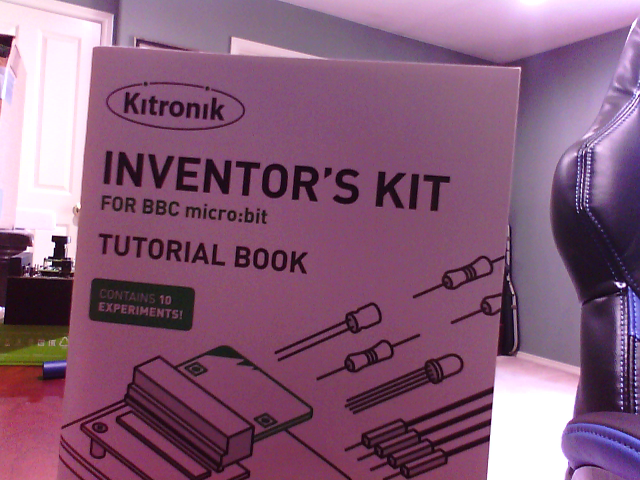 Kitronik
INVENTOR'S KIT
FOR BBC micro:bit
TUTORIAL BOOK
CONTAINS 10
EXPERIMENTS!